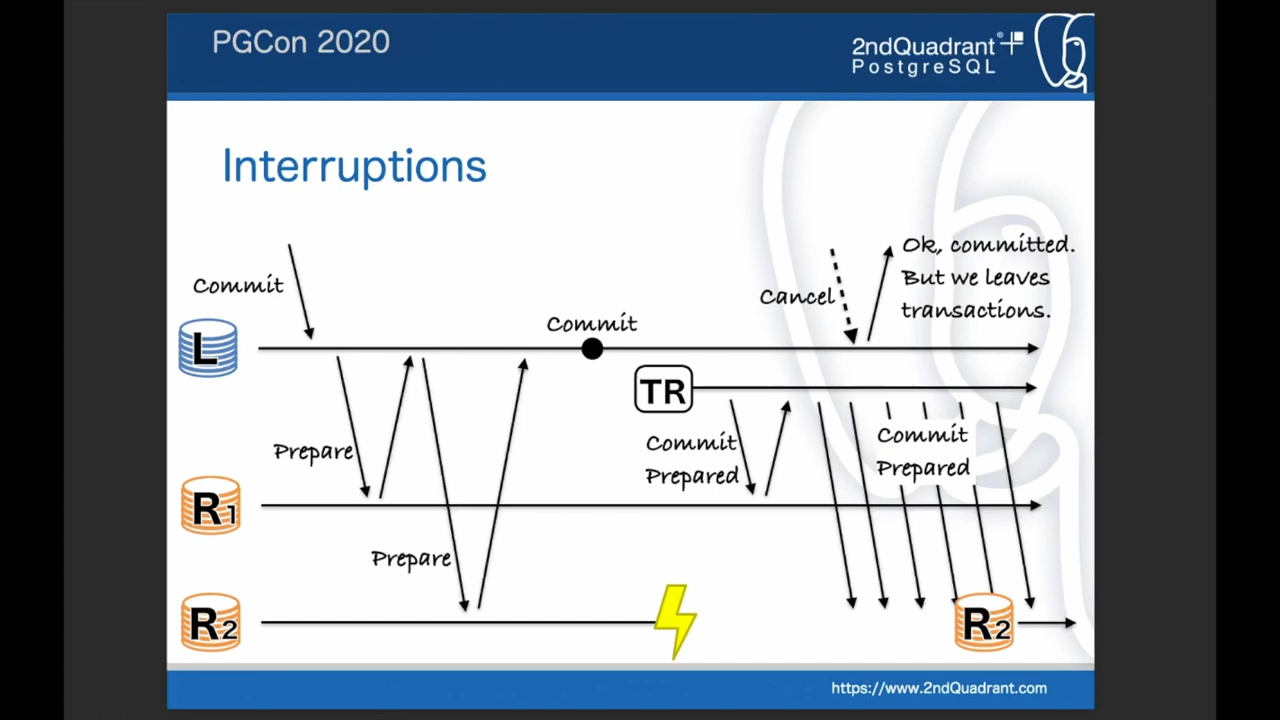 PGCon 2020
2ndQuadrant®
PostgreSQL
Interruptions
Commit
Commit
Cancel
Ok, committed.
But we leaves
transactions.
L
TR
Prepare
Commit
Prepared
Commit
Prepared
R1
Prepare
R2
R2
https://www.2ndQuadrant.com